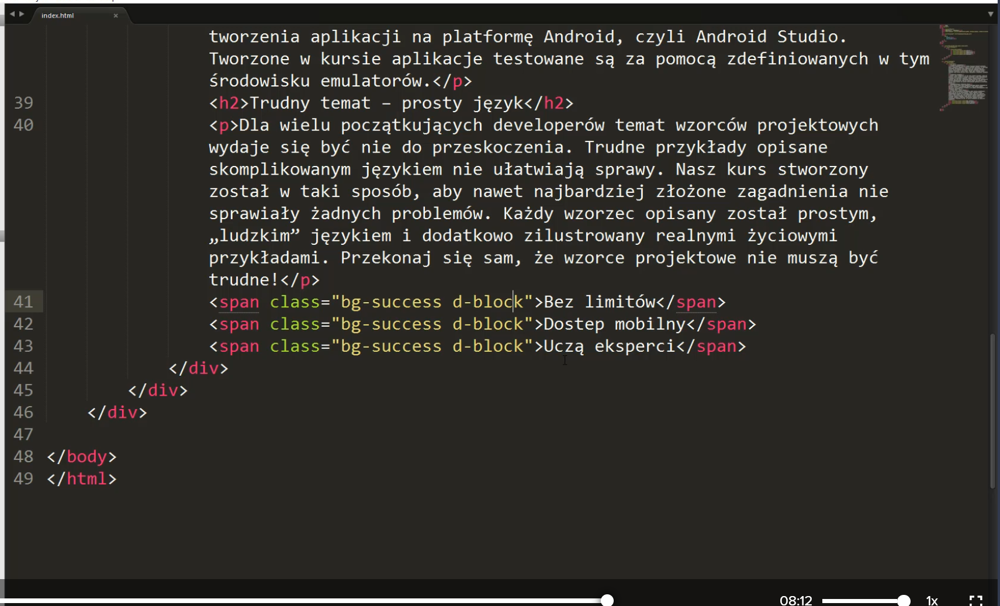 index.html
tworzenia aplikacji na platformę Android, czyli Android Studio.
Tworzone w kursie aplikacje testowane są za pomocą zdefiniowanych w tym
środowisku emulatorów.</p>
39 <h2>Trudny temat – prosty język</h2>
40 <p>Dla wielu początkujących developerów temat wzorców projektowych
wydaje się być nie do przeskoczenia. Trudne przykłady opisane
skomplikowanym językiem nie ułatwiają sprawy. Nasz kurs stworzony
został w taki sposób, aby nawet najbardziej złożone zagadnienia nie
sprawiały żadnych problemów. Każdy wzorzec opisany został prostym,
„ludzkim” językiem i dodatkowo zilustrowany realnymi życiowymi
przykładami. Przekonaj się sam, że wzorce projektowe nie muszą być
trudne!</p>
41 <span class="bg-success d-block">Bez limitów</span>
42 <span class="bg-success d-block">Dostep mobilny</span>
43 <span class="bg-success d-block">Uczą eksperci</span>
44 </div>
45 </div>
46 </div>
47
48 </body>
49 </html>
08:12 1x